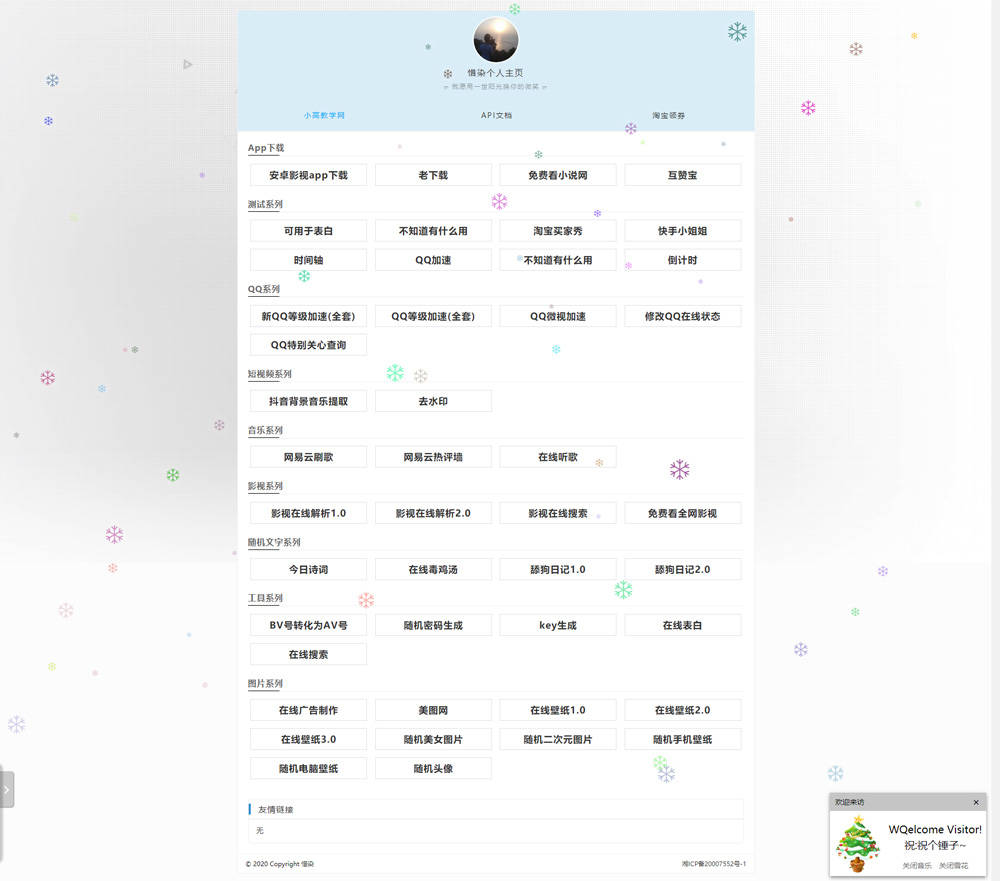 惜染个人主页
我愿用一世阳光换你的微笑
小高教学网 API文档 淘宝领券
App下载
安卓影视app下载 老下载 免费看小说网 互赞宝
测试系列
可用于表白 不知道有什么用 淘宝买家秀 快手小姐姐
时间轴 QQ加速 不知道有什么用 倒计时
QQ系列
新QQ等级加速(全套) QQ等级加速(全套) QQ微视加速 修改QQ在线状态
QQ特别关心查询
短视频系列
抖音背景音乐提取 去水印
音乐系列
网易云刷歌 网易云热评墙 在线听歌
影视系列
影视在线解析1.0 影视在线解析2.0 影视在线搜索 免费看全网影视
随机文字系列
今日诗词 在线毒鸡汤 舔狗日记1.0 舔狗日记2.0
工具系列
BV号转化为AV号 随机密码生成 key生成 在线表白
在线搜索
图片系列
在线广告制作 美图网 在线壁纸1.0 在线壁纸2.0
在线壁纸3.0 随机美女图片 随机二次元图片 随机手机壁纸
随机电脑壁纸 随机头像
友情链接
无
© 2020 Copyright 惜染 湘ICP备20007552号-1
欢迎来访 ×
WQelcome Visitor!
祝:祝个锤子~
关闭音乐 关闭雪花